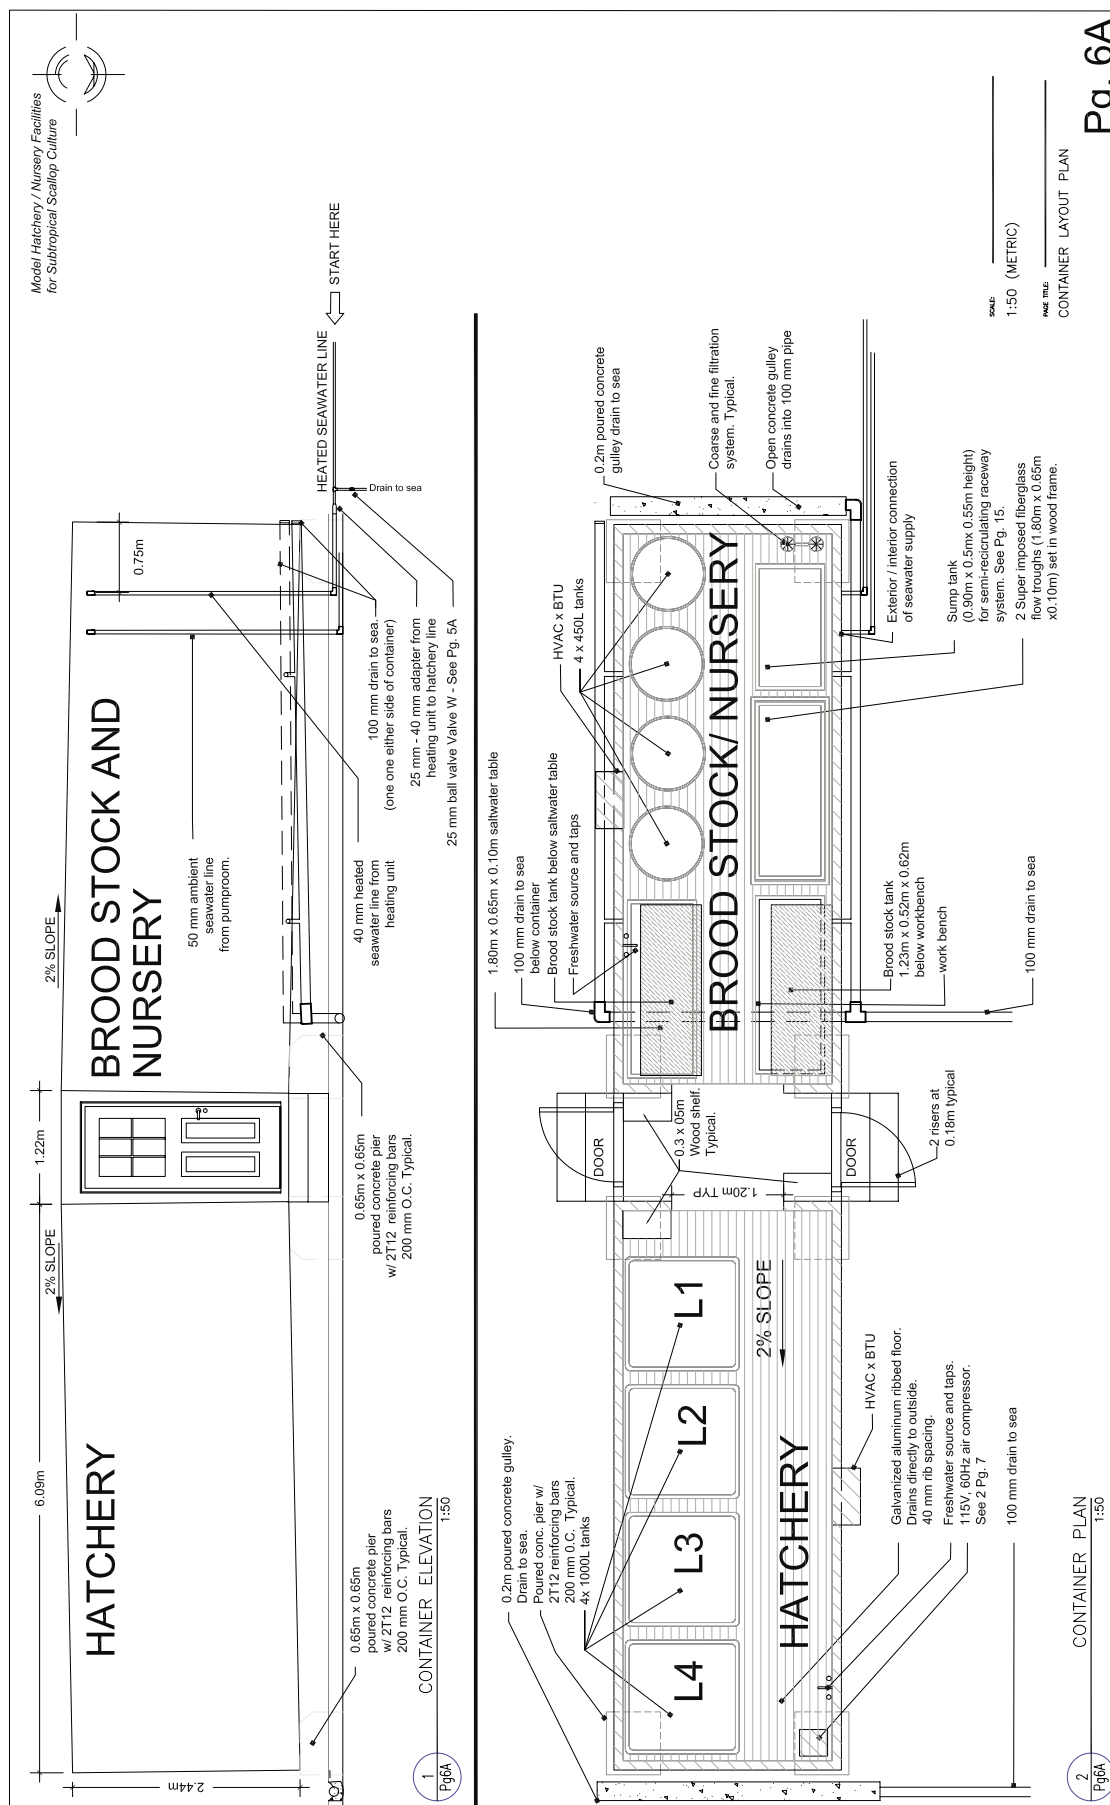 Model Hatchery / Nursery Facilities
for Subtropical Scallop Culture
2.44m
6.09m
1.22m
0.75m
2% SLOPE
2% SLOPE
HATCHERY
BROOD STOCK AND
NURSERY
50 mm ambient
seawater line
from pumproom.
40 mm heated
seawater line from
heating unit
100 mm drain to sea.
(one one either side of container)
25 mm - 40 mm adapter from
heating unit to hatchery line
25 mm ball valve Valve W - See Pg. 5A
Drain to sea
HEATED SEAWATER LINE
START HERE
0.65m x 0.65m
poured concrete pier
w/ 2T12 reinforcing bars
200 mm O.C. Typical.
0.65m x 0.65m
poured concrete pier
w/ 2T12 reinforcing bars
200 mm O.C. Typical.
1
Pg6A
CONTAINER ELEVATION
1:50
0.2m poured concrete gulley.
Drain to sea.
Poured conc. pier w/
2T12 reinforcing bars
200 mm O.C. Typical.
4x 1000L tanks
1.80m x 0.65m x 0.10m saltwater table
100 mm drain to sea
below container
Brood stock tank below saltwater table
Freshwater source and taps
HVAC x BTU
4 x 450L tanks
0.2m poured concrete
gulley drain to sea
Coarse and fine filtration
system. Typical.
Open concrete gulley
drains into 100 mm pipe
L4
L3
L2
L1
DOOR
0.3 x 05m
Wood shelf.
Typical.
1.20m TYP
DOOR
2% SLOPE
HATCHERY
BROOD STOCK/ NURSERY
HVAC x BTU
Galvanized aluminum ribbed floor.
Drains directly to outside.
40 mm rib spacing.
Freshwater source and taps.
115V, 60Hz air compressor.
See 2 Pg. 7
100 mm drain to sea
2 risers at
0.18m typical
Brood stock tank
1.23m x 0.52m x 0.62m
below workbench
work bench
100 mm drain to sea
Exterior / interior connection
of seawater supply
Sump tank
(0.90m x 0.5mx 0.55m height)
for semi-recicirculating raceway
system. See Pg. 15.
2 Super imposed fiberglass
flow troughs (1.80m x 0.65m
x0.10m) set in wood frame.
2
Pg6A
CONTAINER PLAN
1:50
SCALE:
1:50 (METRIC)
PAGE TITLE:
CONTAINER LAYOUT PLAN
Pg. 6A